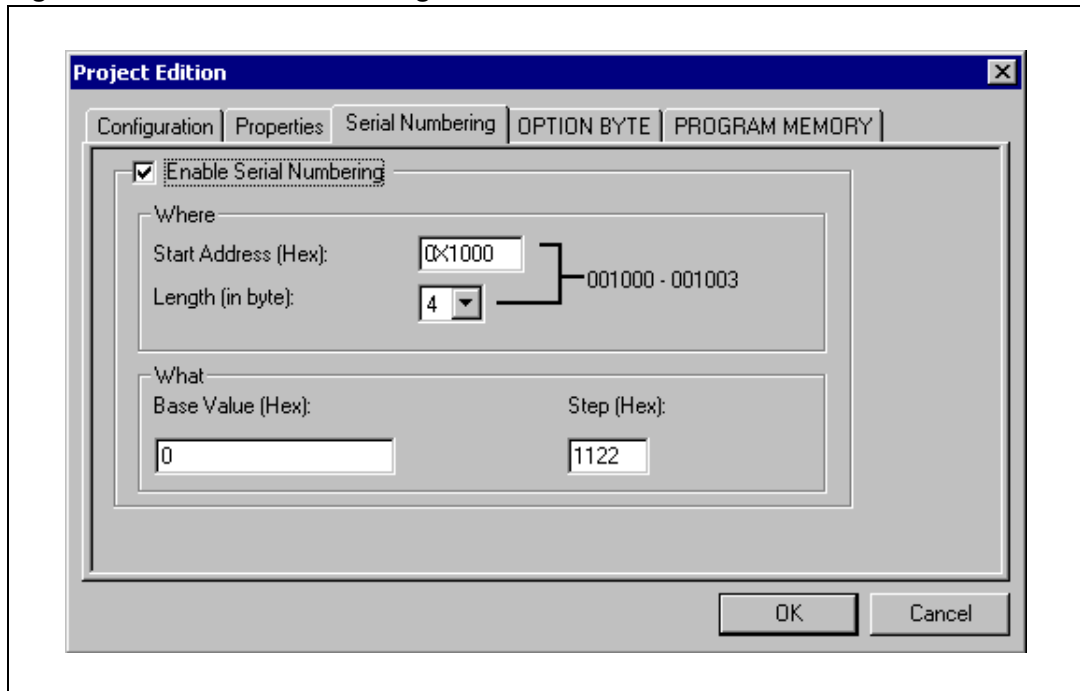 Project Edition
Configuration Properties Serial Numbering OPTION BYTE PROGRAM MEMORY
Enable Serial Numbering
Where
Start Address (Hex): 0X1000
001000 - 001003
Length (in byte): 4
What
Base Value (Hex): Step (Hex):
0 1122
OK Cancel